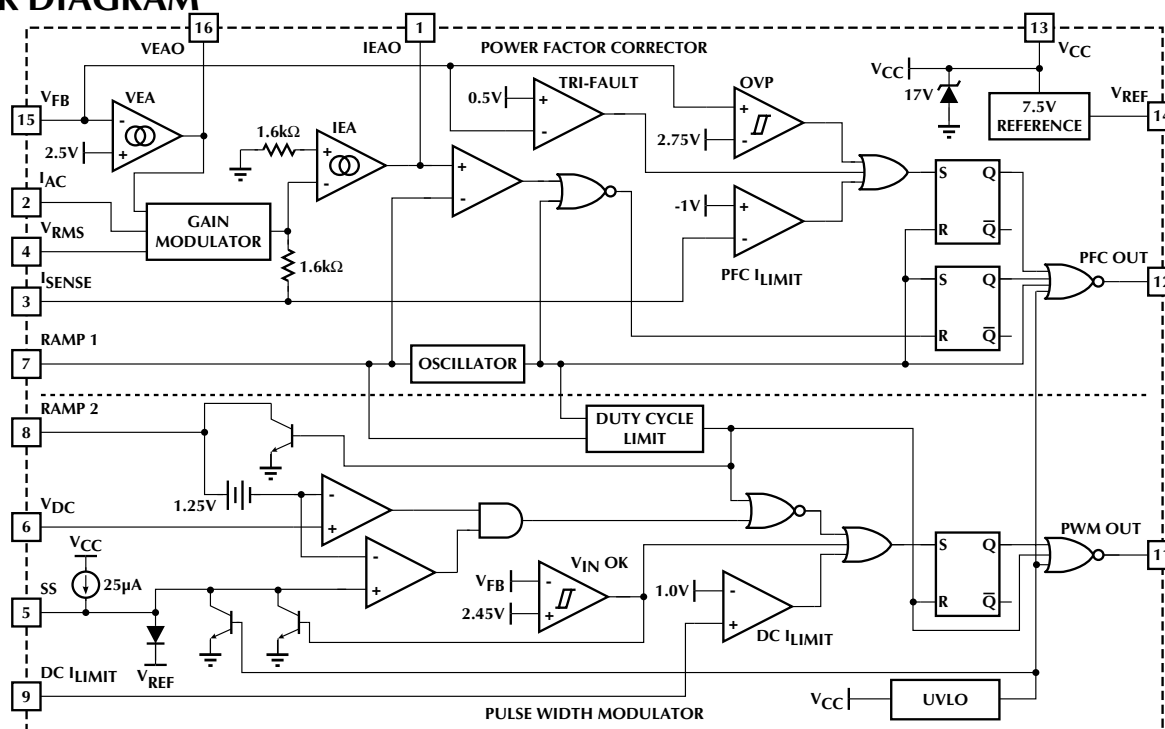 R DIAGRAM
16
1
13
VEAO
IEAO
POWER FACTOR CORRECTOR
VCC
VFB
15
VEA
-
+
2.5V
1.6kΩ
IEA
+
-
0.5V
+
-
TRI-FAULT
OVP
+
-
2.75V
VCC
17V
7.5V
REFERENCE
VREF
14
IAC
2
VRMS
4
GAIN
MODULATOR
1.6kΩ
+
-
-1V
+
-
PFC ILIMIT
S
Q
R
Q
S
Q
R
Q
PFC OUT
12
ISENSE
3
RAMP 1
7
OSCILLATOR
RAMP 2
8
DUTY CYCLE
LIMIT
1.25V
-
+
VDC
6
-
+
VCC
25µA
SS
5
VREF
VFB
-
2.45V
+
VIN OK
1.0V
-
+
DC ILIMIT
S
Q
R
Q
PWM OUT
11
DC ILIMIT
9
PULSE WIDTH MODULATOR
VCC
UVLO